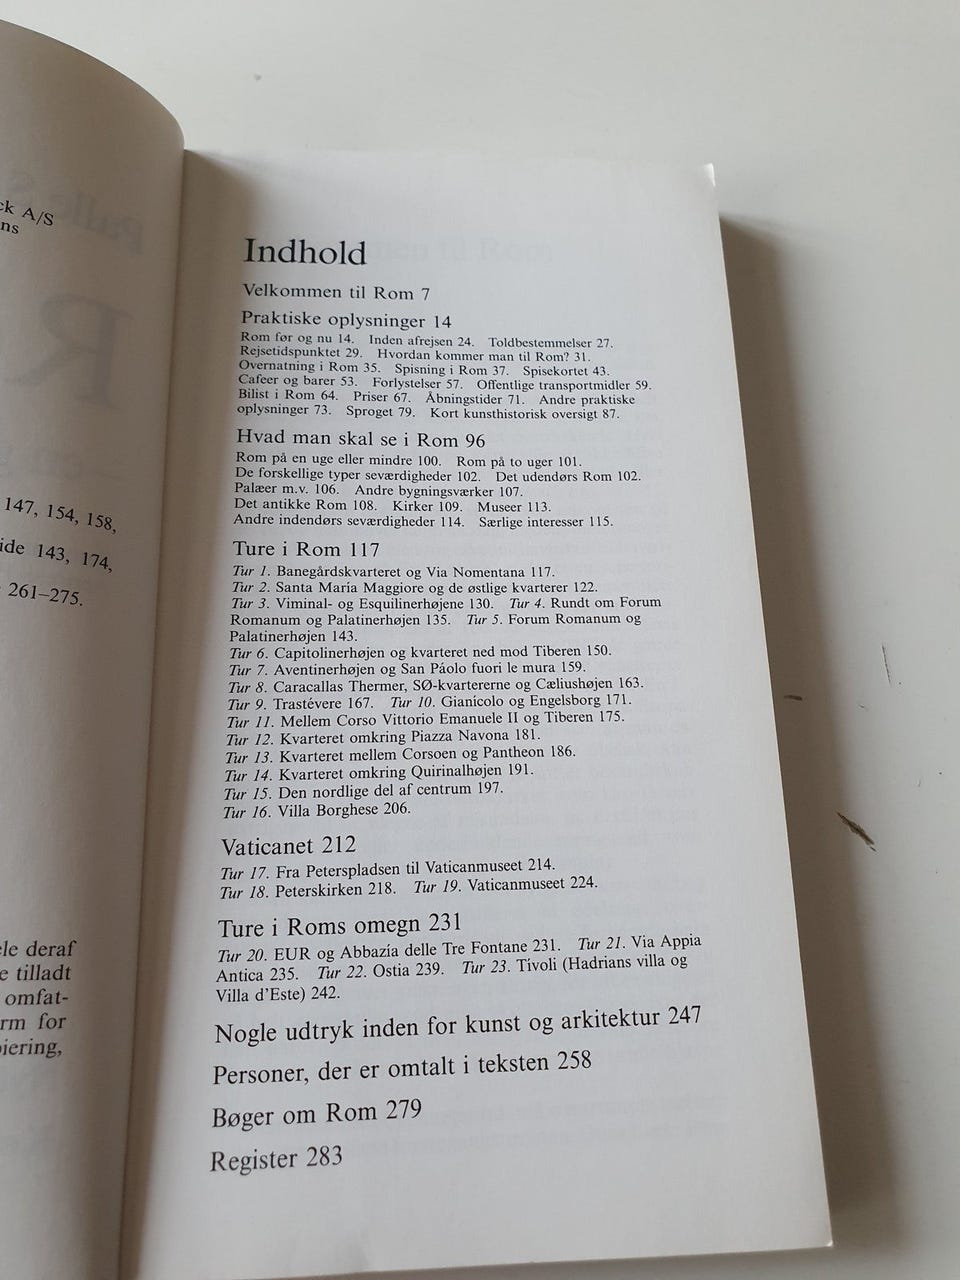 ck A/S
ns
147, 154, 158,
ide 143, 174,
261–275.
le deraf
e tilladt
omfat-
rm for
iering,
Indhold
Velkommen til Rom 7
Praktiske oplysninger 14
Rom før og nu 14. Inden afrejsen 24. Toldbestemmelser 27.
Rejsetidspunktet 29. Hvordan kommer man til Rom? 31.
Overnatning i Rom 35. Spisning i Rom 37. Spisekortet 43.
Cafeer og barer 53. Forlystelser 57. Offentlige transportmidler 59.
Bilist i Rom 64. Priser 67. Åbningstider 71. Andre praktiske
oplysninger 73. Sproget 79. Kort kunsthistorisk oversigt 87.
Hvad man skal se i Rom 96
Rom på en uge eller mindre 100. Rom på to uger 101.
De forskellige typer seværdigheder 102. Det udendørs Rom 102.
Palæer m.v. 106. Andre bygningsværker 107.
Det antikke Rom 108. Kirker 109. Museer 113.
Andre indendørs seværdigheder 114. Særlige interesser 115.
Ture i Rom 117
Tur 1. Banegårdskvarteret og Via Nomentana 117.
Tur 2. Santa María Maggiore og de østlige kvarterer 122.
Tur 3. Viminal- og Esquilinerhøjene 130. Tur 4. Rundt om Forum
Romanum og Palatinerhøjen 135. Tur 5. Forum Romanum og
Palatinerhøjen 143.
Tur 6. Capitolinerhøjen og kvarteret ned mod Tiberen 150.
Tur 7. Aventinerhøjen og San Páolo fuori le mura 159.
Tur 8. Caracallas Thermer, SØ-kvartererne og Cæliushøjen 163.
Tur 9. Trastévere 167. Tur 10. Gianicolo og Engelsborg 171.
Tur 11. Mellem Corso Vittorio Emanuele II og Tiberen 175.
Tur 12. Kvarteret omkring Piazza Navona 181.
Tur 13. Kvarteret mellem Corsoen og Pantheon 186.
Tur 14. Kvarteret omkring Quirinalhøjen 191.
Tur 15. Den nordlige del af centrum 197.
Tur 16. Villa Borghese 206.
Vaticanet 212
Tur 17. Fra Peterspladsen til Vaticanmuseet 214.
Tur 18. Peterskirken 218. Tur 19. Vaticanmuseet 224.
Ture i Roms omegn 231
Tur 20. EUR og Abbazía delle Tre Fontane 231. Tur 21. Via Appia
Antica 235. Tur 22. Ostia 239. Tur 23. Tívoli (Hadrians villa og
Villa d'Este) 242.
Nogle udtryk inden for kunst og arkitektur 247
Personer, der er omtalt i teksten 258
Bøger om Rom 279
Register 283